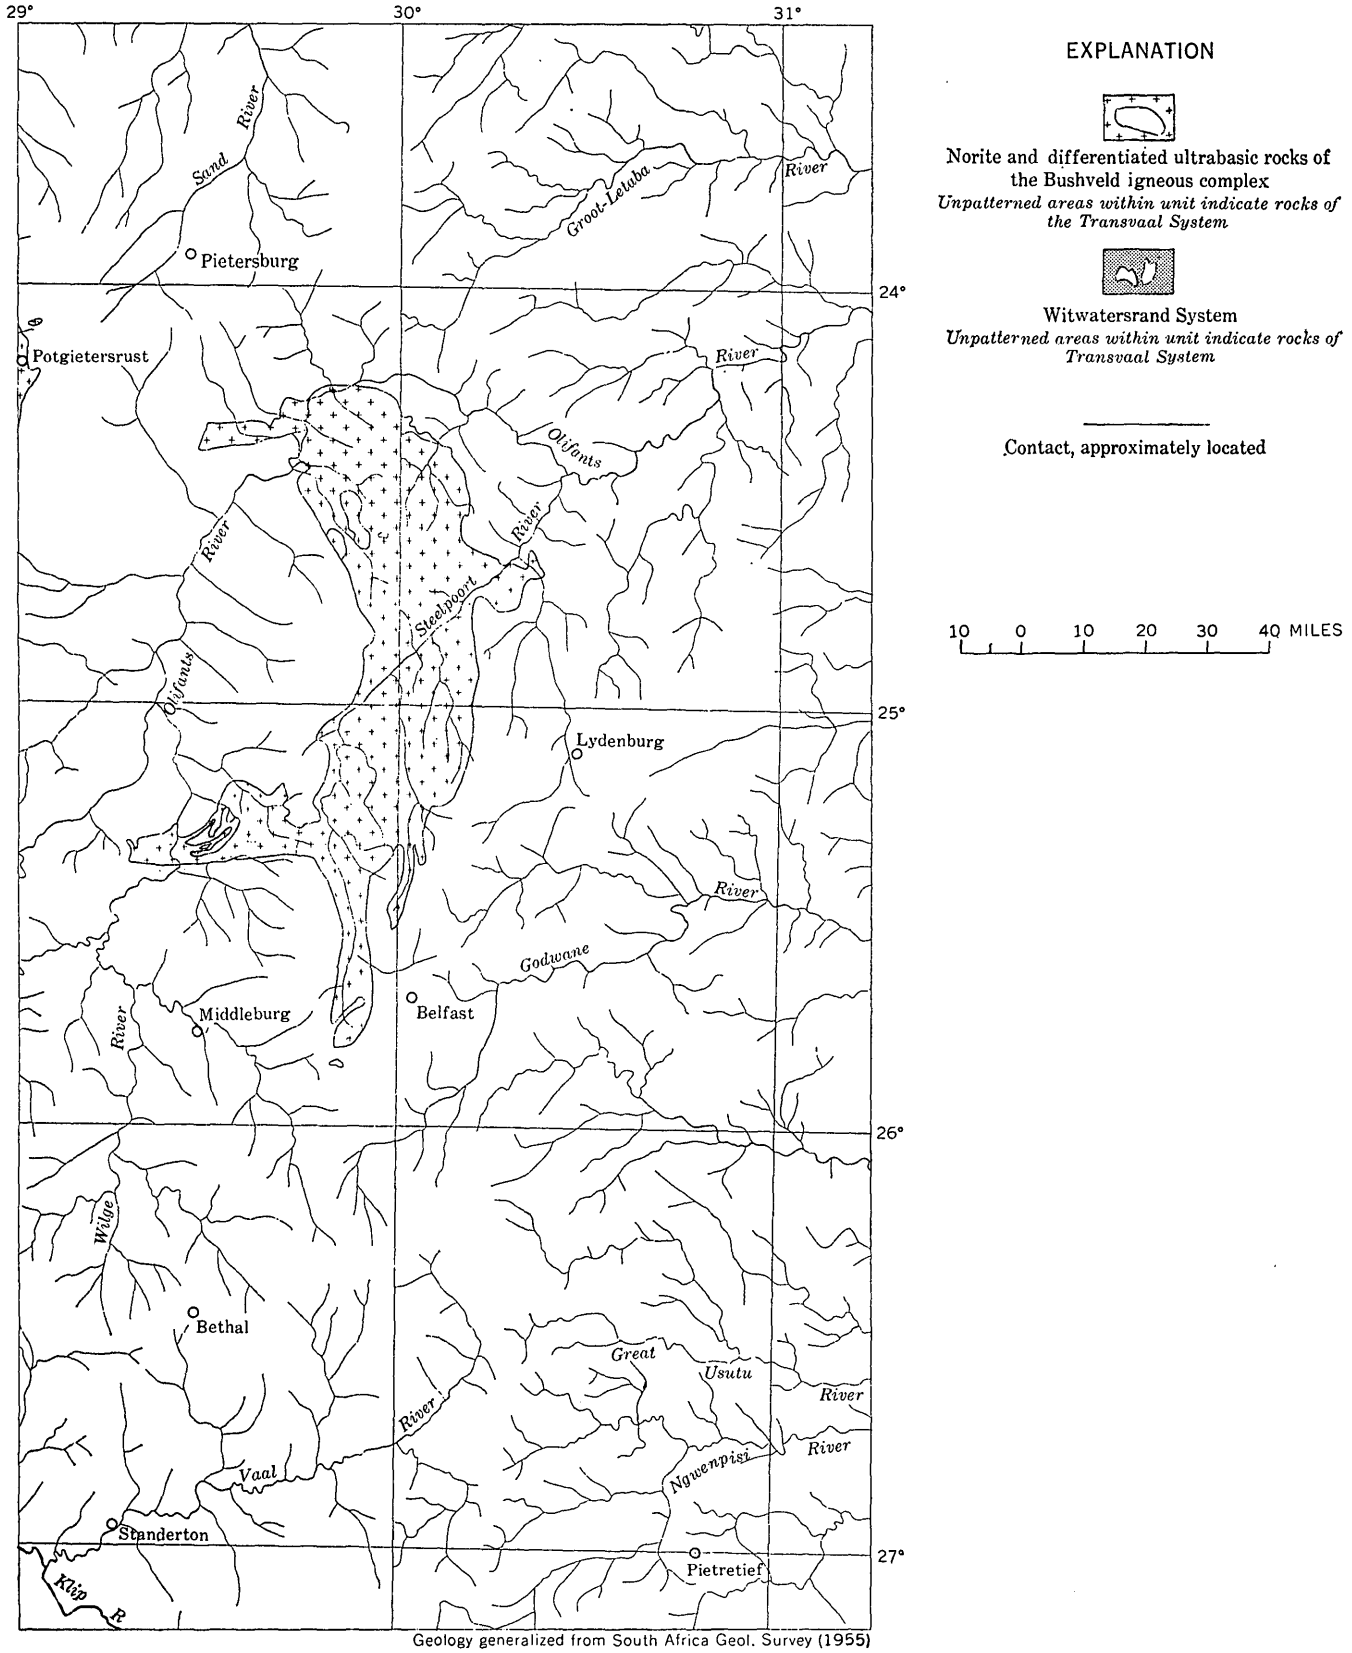 29° 30° 31°
River
Sand
River
Groot-Letaba
Pietersburg
24°
Potgietersrust
River
Olifants
River
River
Steelpoort
Olifants
25°
Lydenburg
River
Godwane
Middleburg
River
Belfast
26°
Wilge
Bethal
Great
Usutu
River
River
River
Ngwenpisi
Vaal
Standerton
27°
Pietretief
Klip
R
Geology generalized from South Africa Geol. Survey (1955)
EXPLANATION
Norite and differentiated ultrabasic rocks of
the Bushveld igneous complex
Unpatterned areas within unit indicate rocks of
the Transvaal System
Witwatersrand System
Unpatterned areas within unit indicate rocks of
Transvaal System
Contact, approximately located
10 0 10 20 30 40 MILES